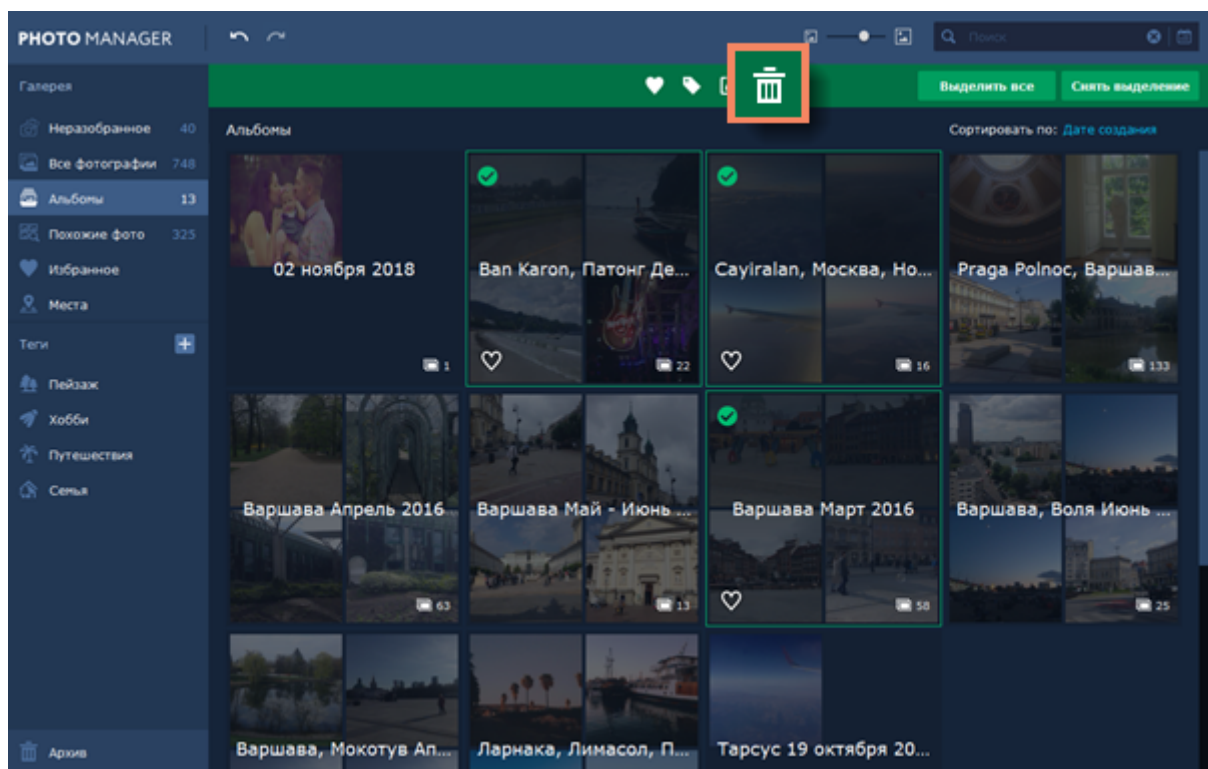 PHOTO MANAGER
Поиск
Галерея
Выделить все
Снять выделение
Неразобранное 40
Все фотографии 748
Альбомы 13
Похожие фото 325
Избранное
Места
Теги
Пейзаж
Хобби
Путешествия
Семья
Архив
Альбомы
Сортировать по: Дате создания
02 ноября 2018
1
Ban Karon, Патонг Де...
22
Cayiralan, Москва, Но...
16
Praga Polnoc, Варшав...
133
Варшава Апрель 2016
63
Варшава Май - Июнь ...
13
Варшава Март 2016
58
Варшава, Воля Июнь ...
25
Варшава, Мокотув Ап...
Ларнака, Лимасол, П...
Тарсус 19 октября 20...